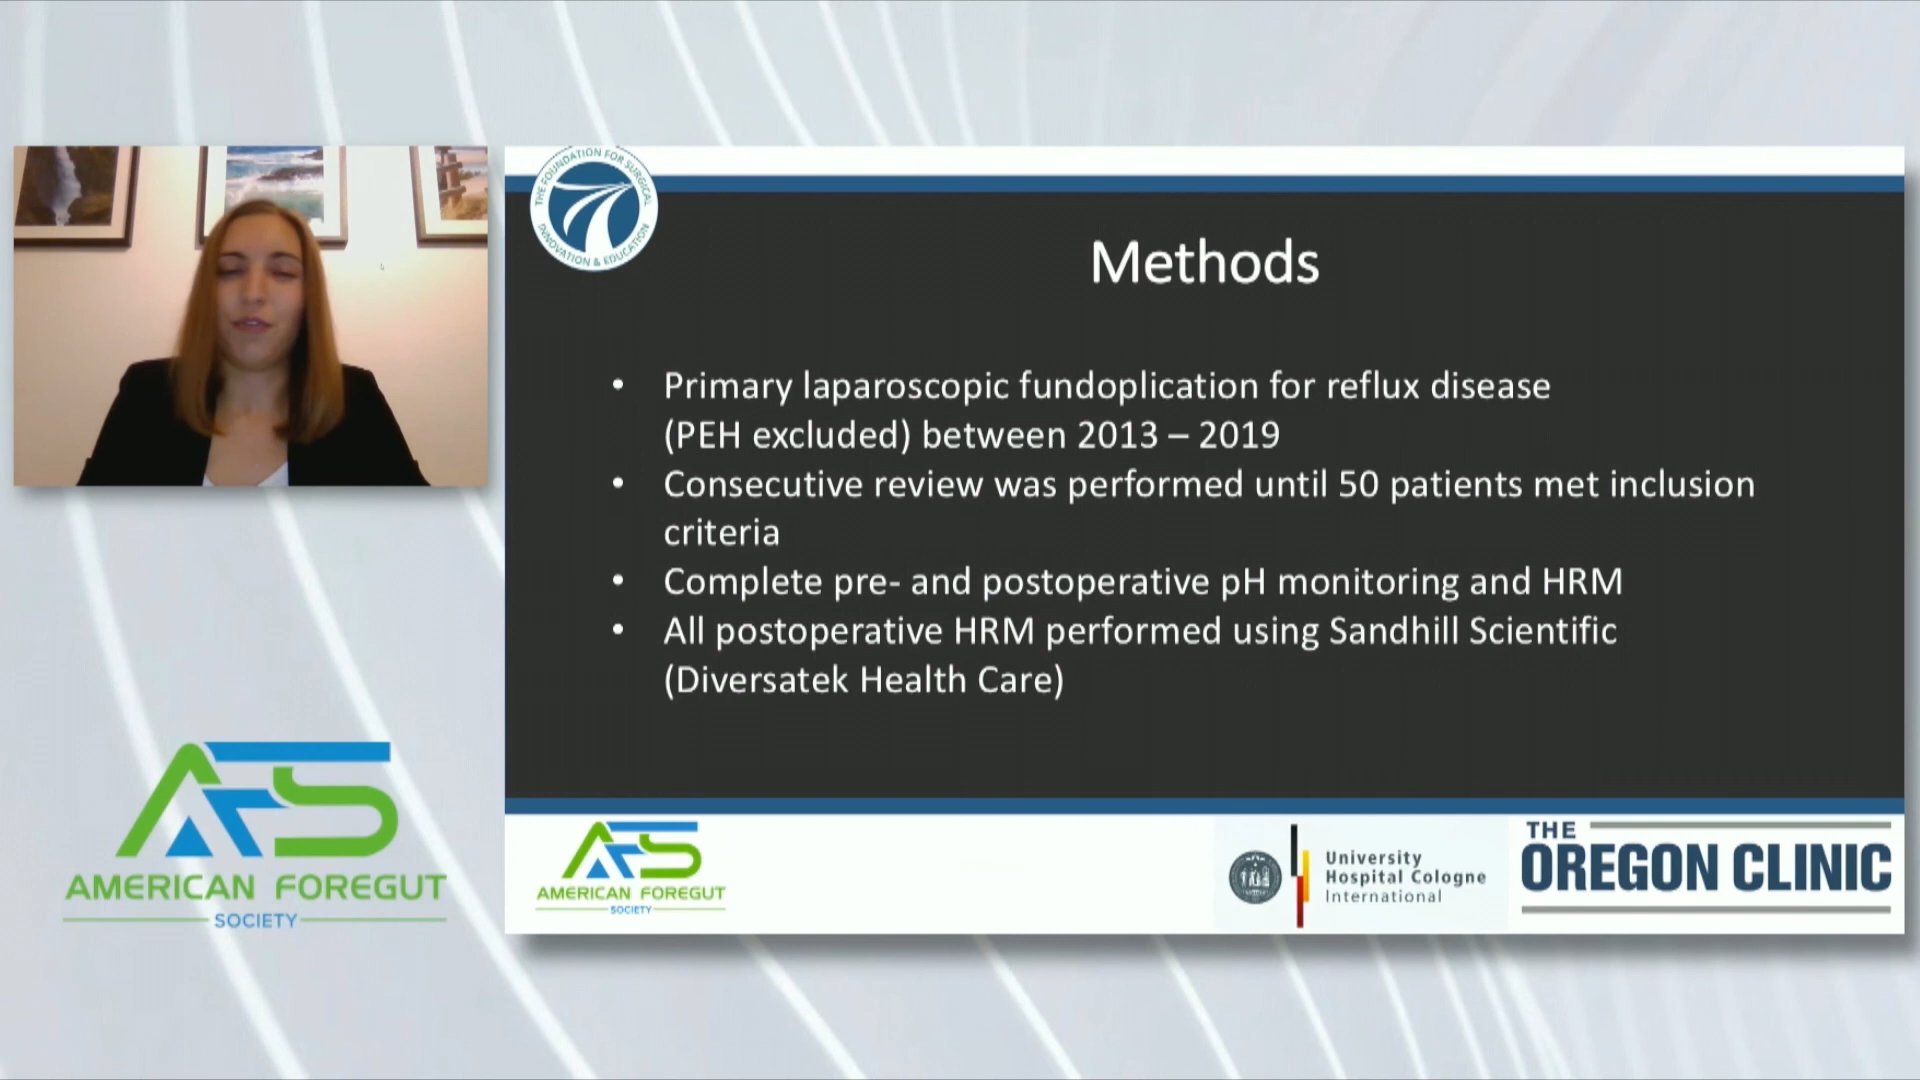 THE FOUNDATION FOR SURGICAL
INNOVATION & EDUCATION
Methods
• Primary laparoscopic fundoplication for reflux disease
(PEH excluded) between 2013 – 2019
• Consecutive review was performed until 50 patients met inclusion
criteria
• Complete pre- and postoperative pH monitoring and HRM
• All postoperative HRM performed using Sandhill Scientific
(Diversatek Health Care)
AFS
AMERICAN FOREGUT
SOCIETY
AFS
AMERICAN FOREGUT
SOCIETY
University
Hospital Cologne
International
THE
OREGON CLINIC